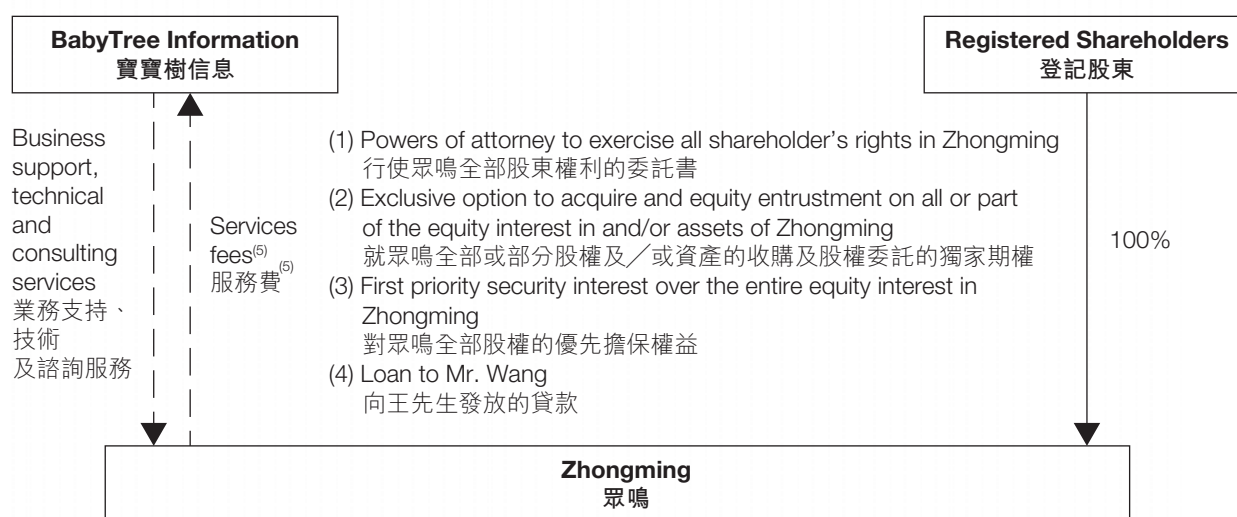 BabyTree Information
寶寶樹信息
Registered Shareholders
登記股東
Business
support,
technical
and
consulting
services
業務支持、
技術
及諮詢服務
Services
fees(5)
服務費(5)
(1) Powers of attorney to exercise all shareholder's rights in Zhongming
行使眾鳴全部股東權利的委託書
(2) Exclusive option to acquire and equity entrustment on all or part
of the equity interest in and/or assets of Zhongming
就眾鳴全部或部分股權及╱或資產的收購及股權委託的獨家期權
(3) First priority security interest over the entire equity interest in
Zhongming
對眾鳴全部股權的優先擔保權益
(4) Loan to Mr. Wang
向王先生發放的貸款
100%
Zhongming
眾鳴